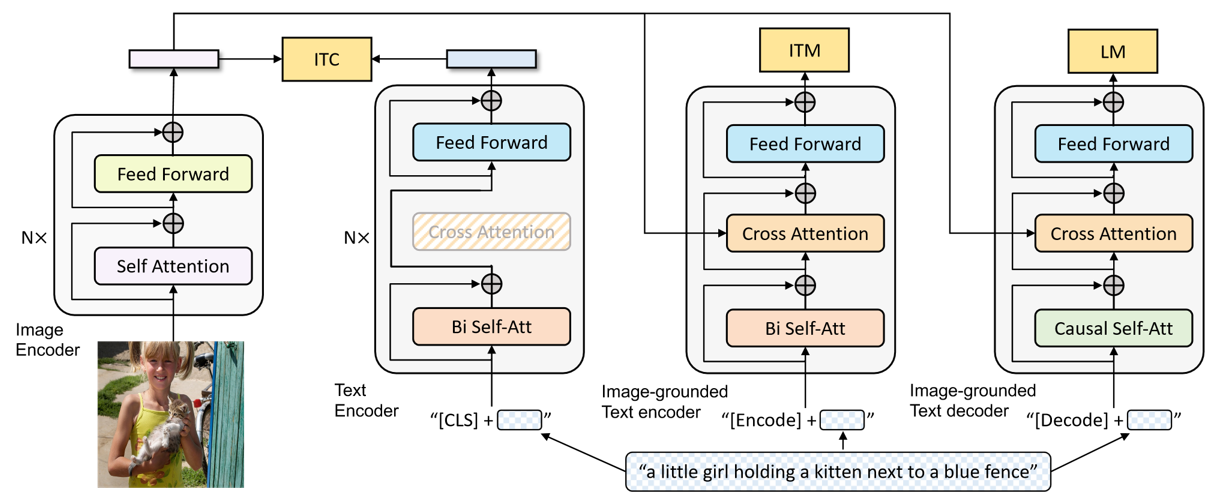 ITC
ITM
LM
Feed Forward
Self Attention
N×
Image
Encoder
Feed Forward
Cross Attention
Bi Self-Att
N×
Text
Encoder
"[CLS] + "
Feed Forward
Cross Attention
Bi Self-Att
Image-grounded
Text encoder
"[Encode] + "
Feed Forward
Cross Attention
Causal Self-Att
Image-grounded
Text decoder
"[Decode] + "
"a little girl holding a kitten next to a blue fence"